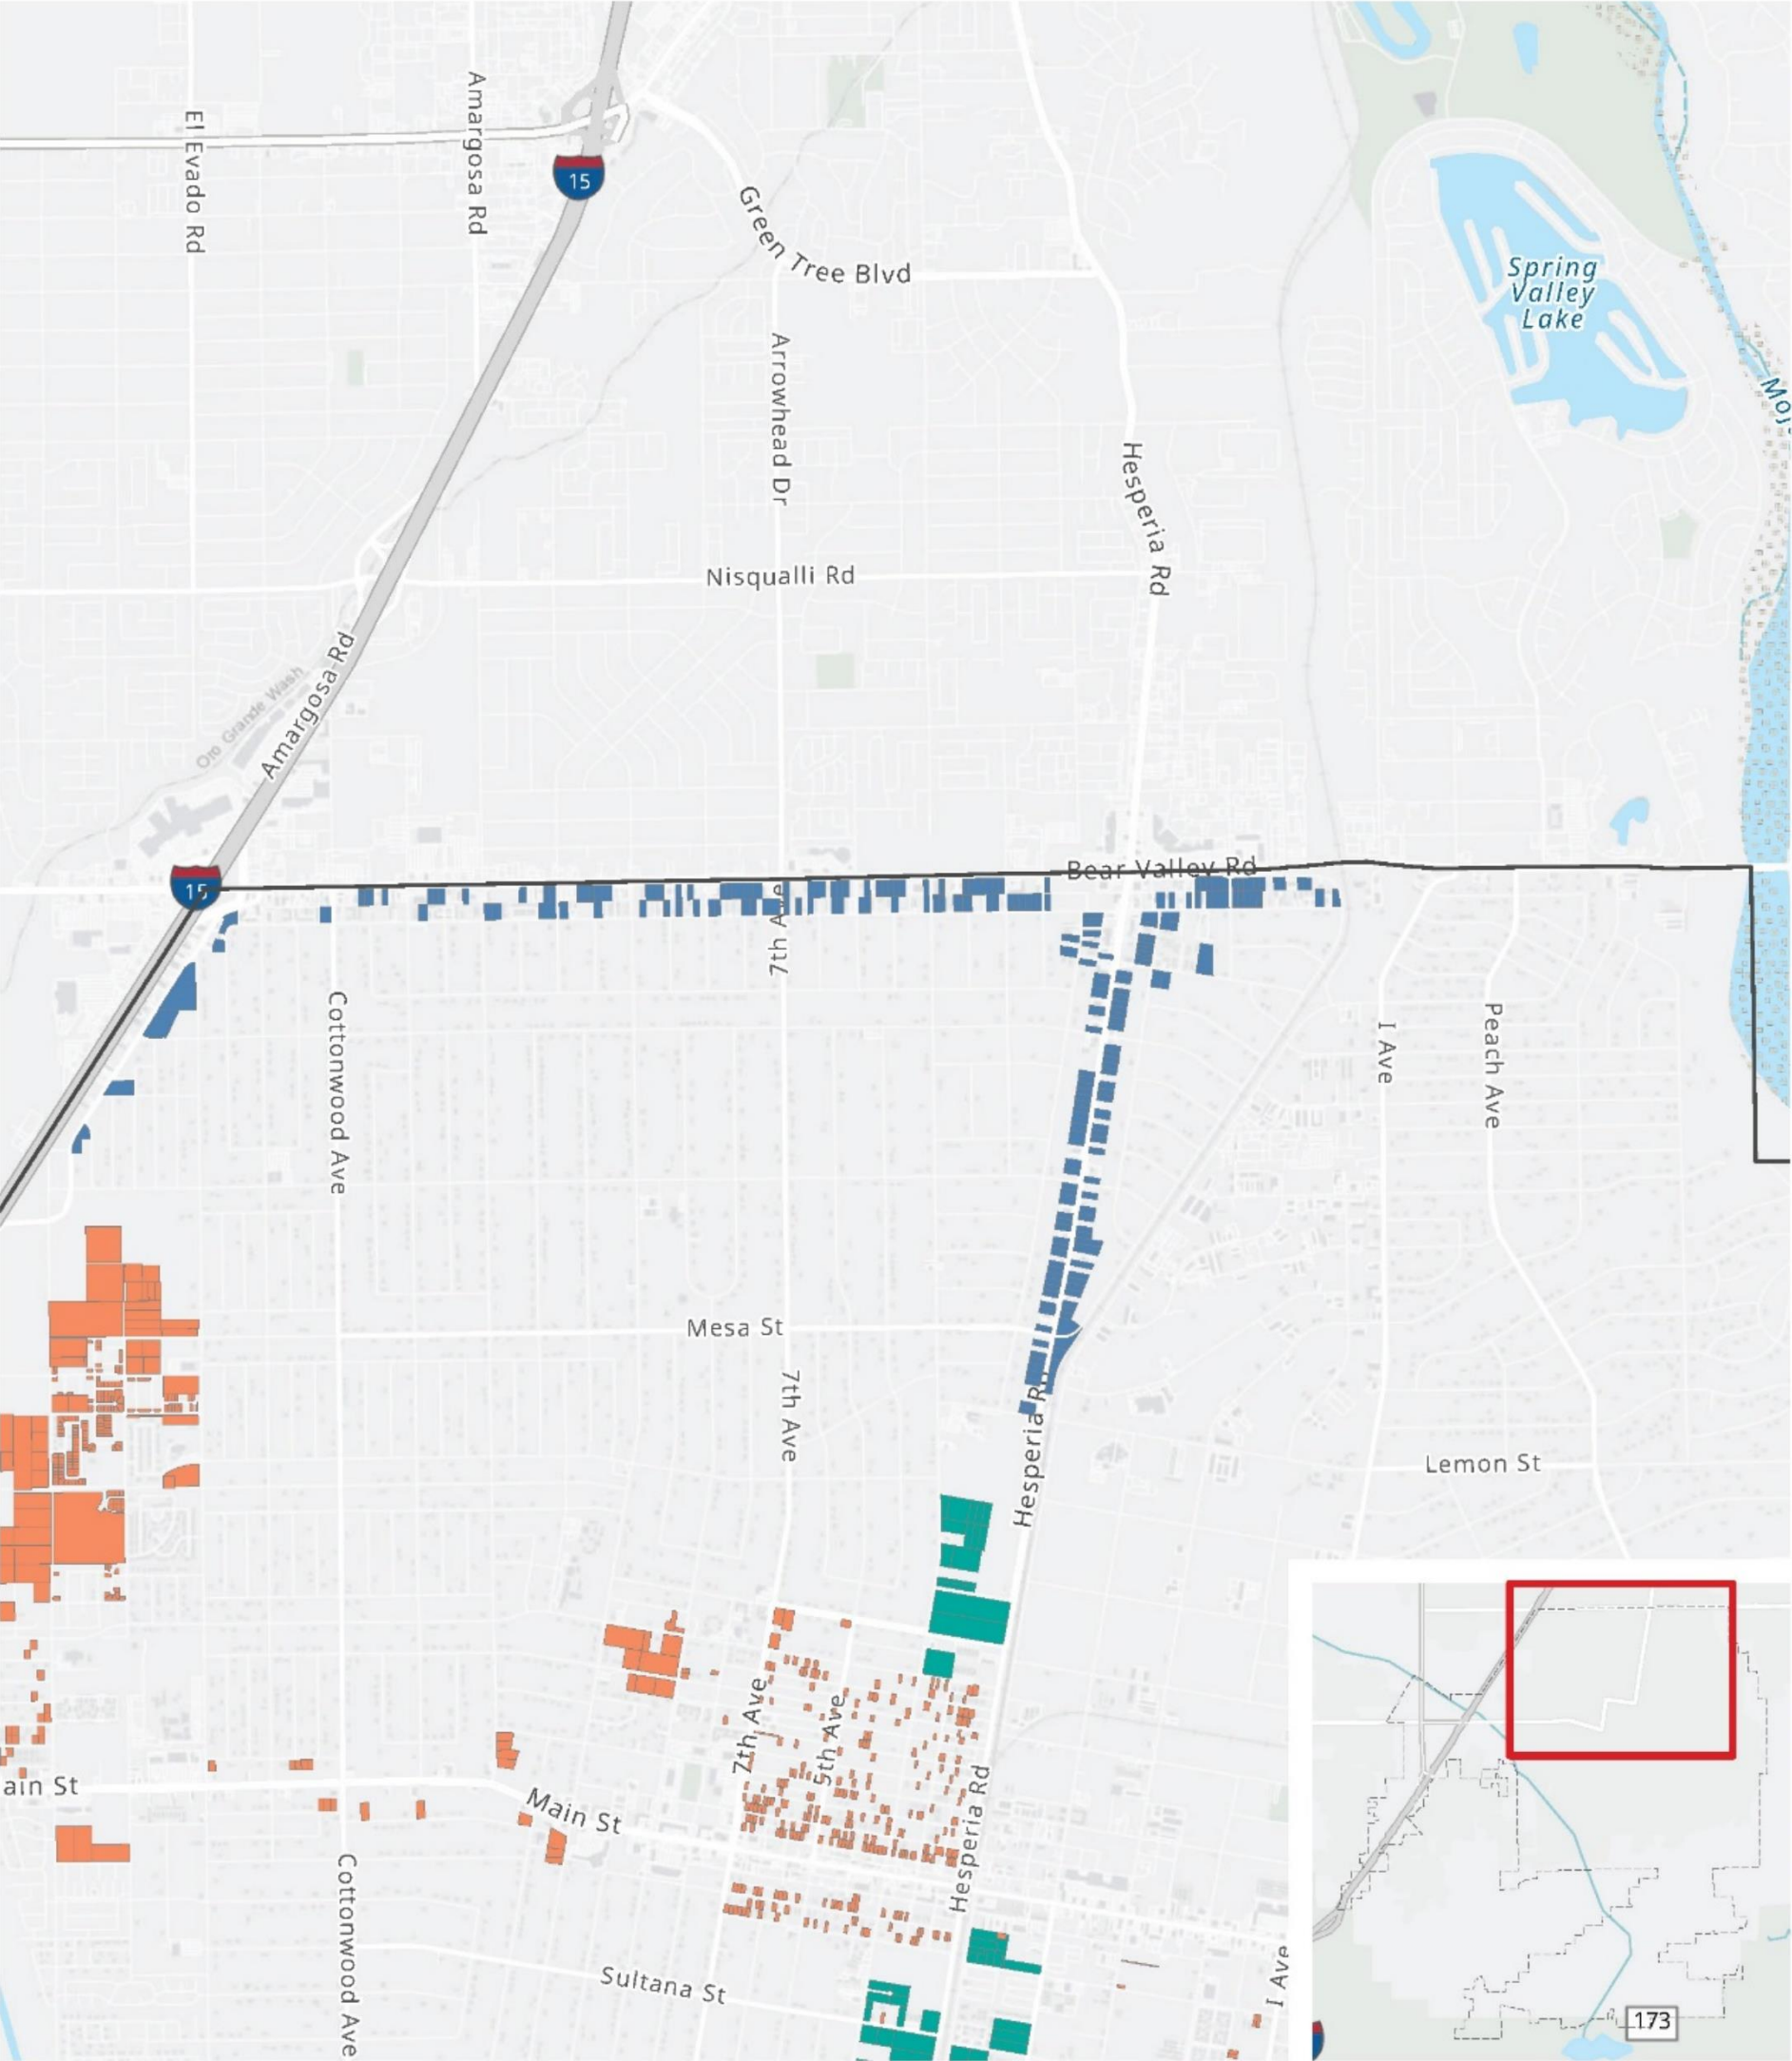 El Evado Rd
Amargosa Rd
15
Green Tree Blvd
Spring
Valley
Lake
Arrowhead Dr
Moj
Hesperia Rd
Nisqualli Rd
Amargosa Rd
Oro Grande Wash
Bear Valley Rd
15
7th Ave
Cottonwood Ave
I Ave
Peach Ave
Mesa St
7th Ave
Hesperia Rd
Lemon St
7th Ave
5th Ave
ain St
Main St
Hesperia Rd
Cottonwood Ave
Sultana St
I Ave
173